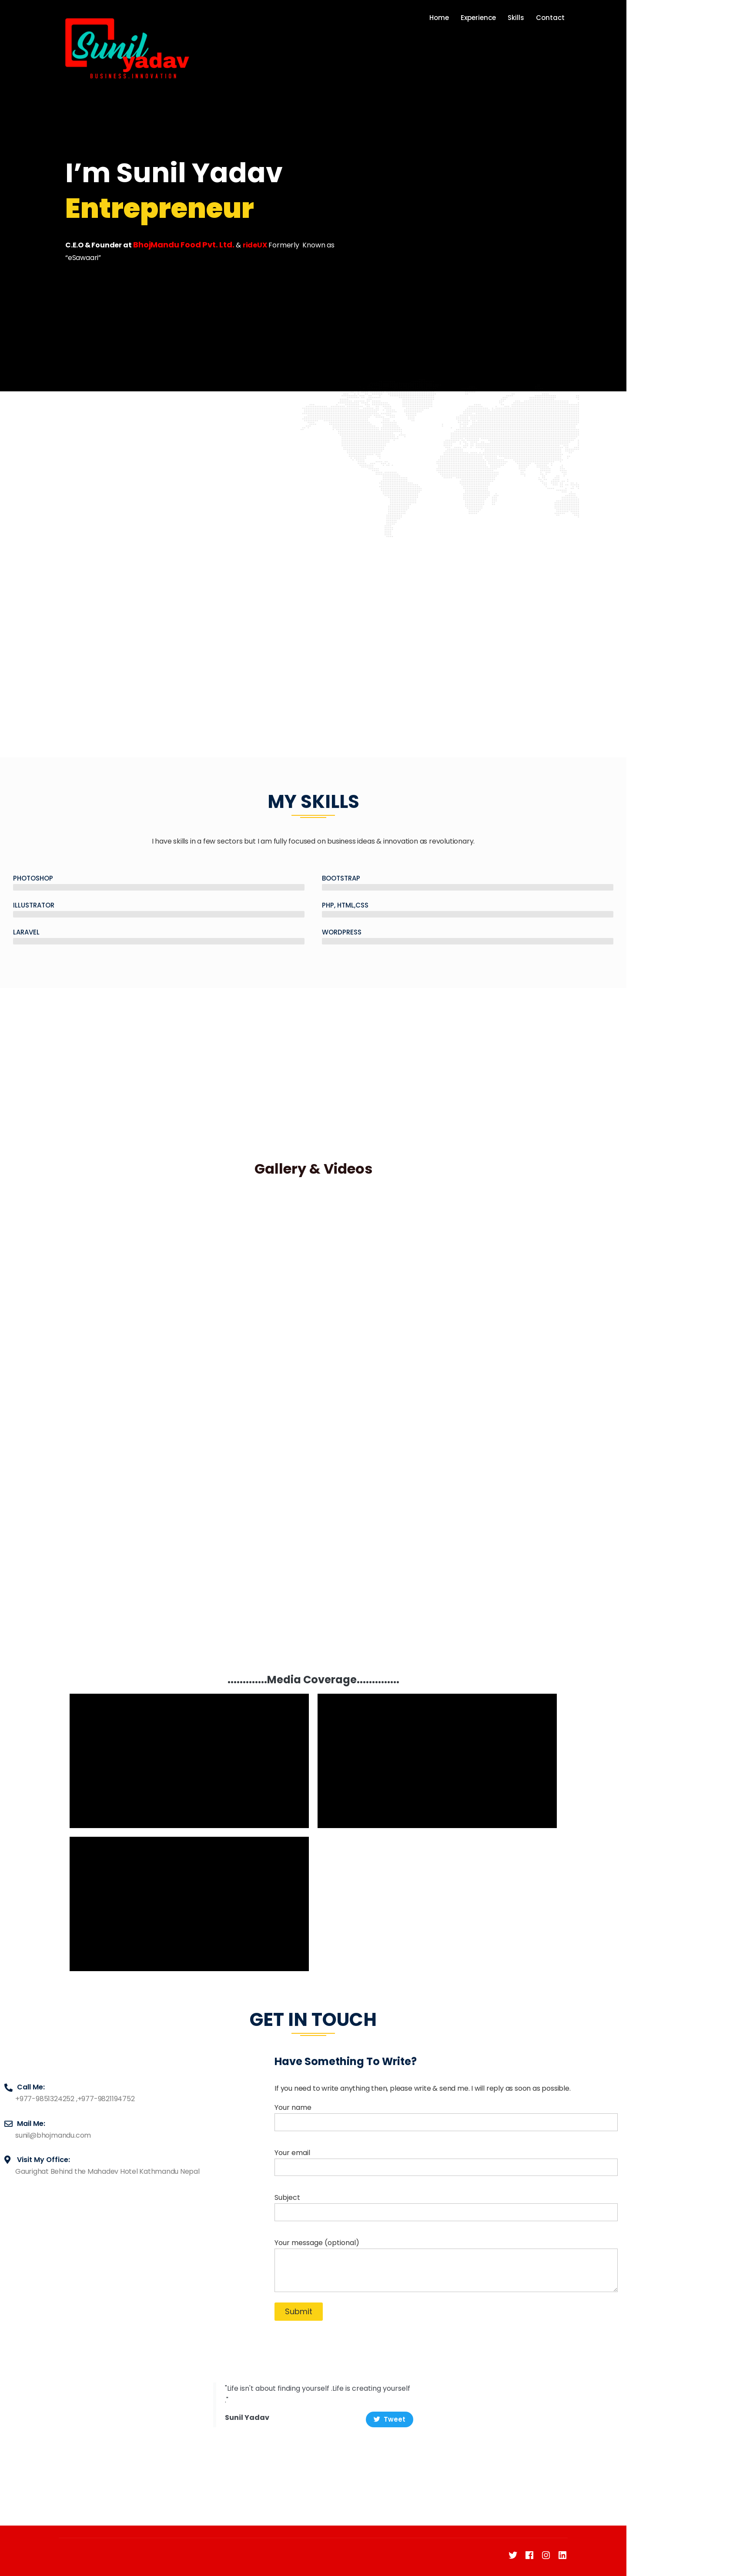 Home Experience Skills Contact
Sunil
yadav
BUSINESS INNOVATION
I’m Sunil Yadav
Entrepreneur
C.E.O & Founder at BhojMandu Food Pvt. Ltd. & rideUX Formerly Known as
“eSawaari”
MY SKILLS
I have skills in a few sectors but I am fully focused on business ideas & innovation as revolutionary.
PHOTOSHOP
ILLUSTRATOR
LARAVEL
BOOTSTRAP
PHP, HTML,CSS
WORDPRESS
Gallery & Videos
.............Media Coverage..............
GET IN TOUCH
Call Me:
+977-9851324252 ,+977-9821194752
Mail Me:
sunil@bhojmandu.com
Visit My Office:
Gaurighat Behind the Mahadev Hotel Kathmandu Nepal
Have Something To Write?
If you need to write anything then, please write & send me. I will reply as soon as possible.
Your name
Your email
Subject
Your message (optional)
Submit
"Life isn't about finding yourself .Life is creating yourself
."
Sunil Yadav
Tweet